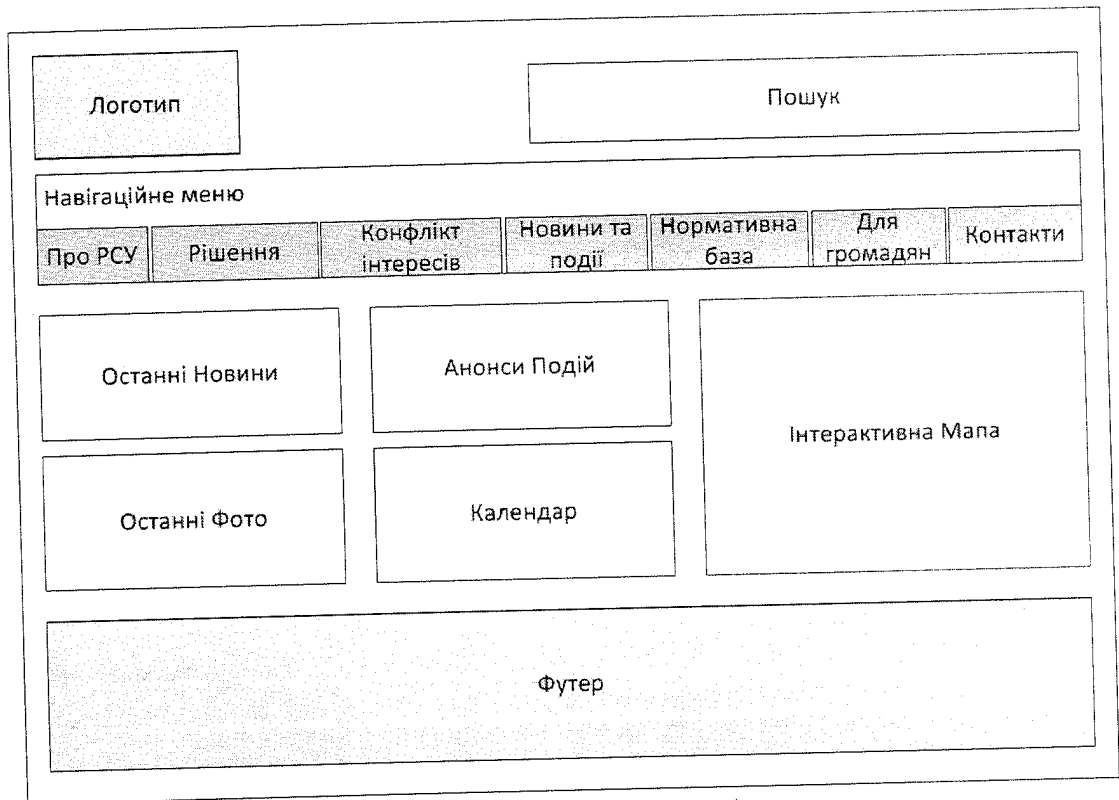 Логотип
Пошук
Навігаційне меню
Про РСУ
Рішення
Конфлікт
інтересів
Новини та
події
Нормативна
база
Для
громадян
Контакти
Останні Новини
Анонси Подій
Інтерактивна Мапа
Останні Фото
Календар
Футер